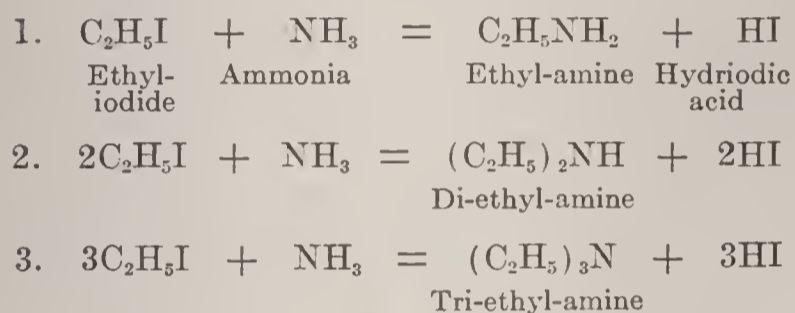 1. C₂H₅I + NH₃ = C₂H₅NH₂ + HI
Ethyl- Ammonia Ethyl-amine Hydriodic
iodide acid
2. 2C₂H₅I + NH₃ = (C₂H₅)₂NH + 2HI
Di-ethyl-amine
3. 3C₂H₅I + NH₃ = (C₂H₅)₃N + 3HI
Tri-ethyl-amine